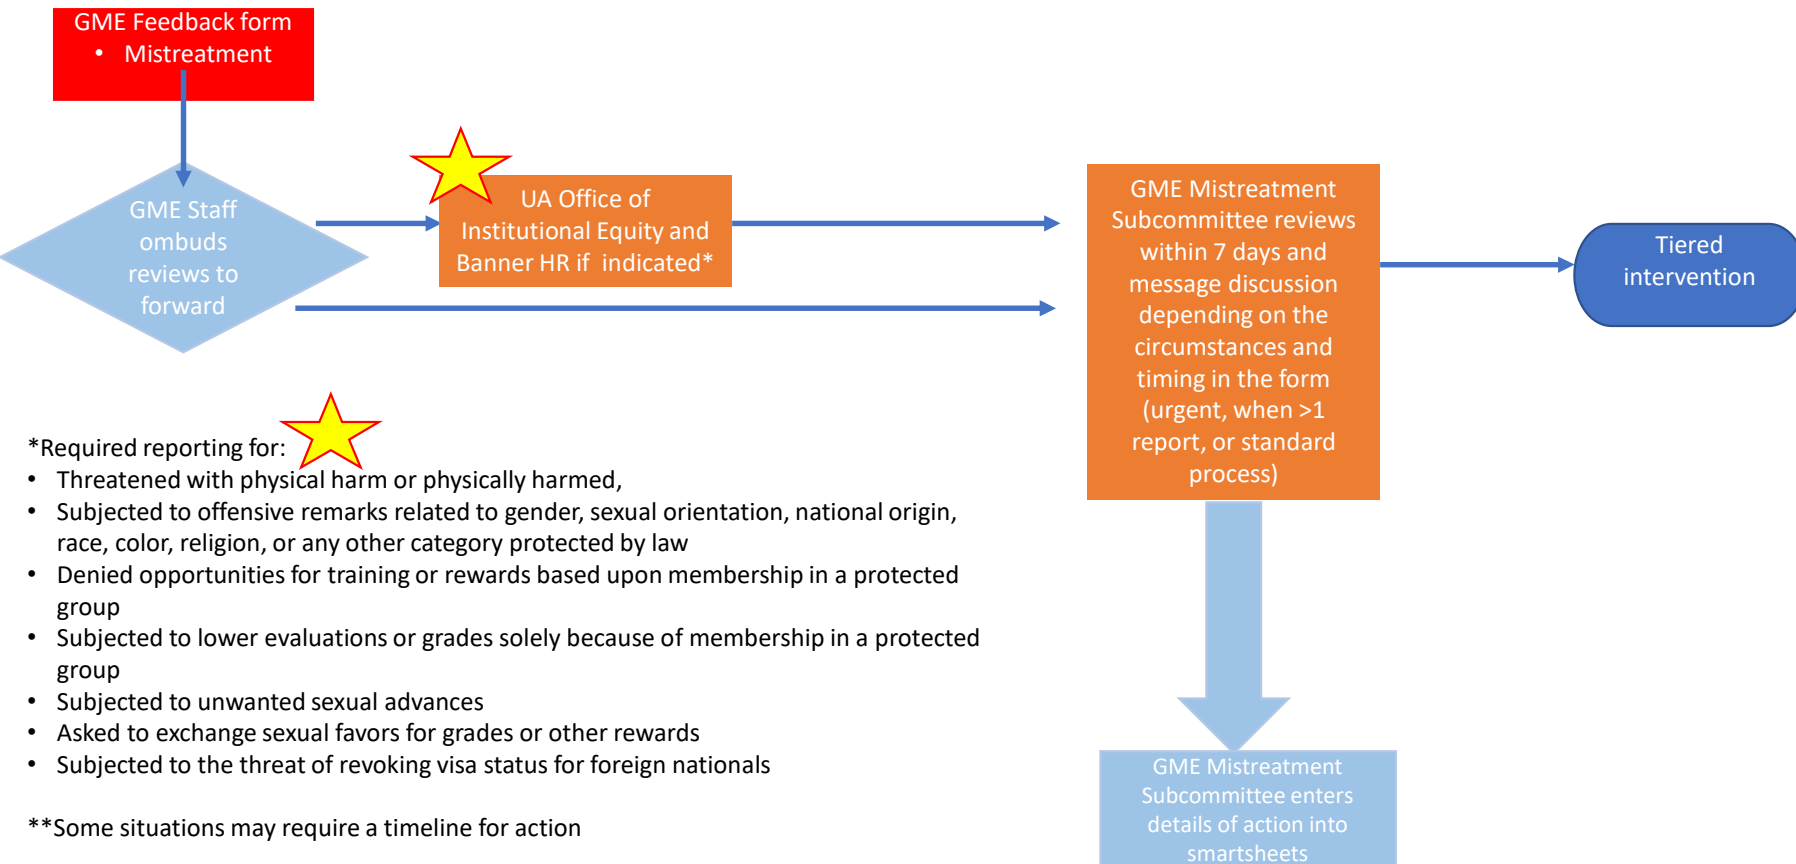 GME Feedback form
• Mistreatment
GME Staff
ombuds
reviews to
forward
UA Office of
Institutional Equity and
Banner HR if  indicated*
GME Mistreatment
Subcommittee reviews
within 7 days and
message discussion
depending on the
circumstances and
timing in the form
(urgent, when >1
report, or standard
process)
Tiered
intervention
GME Mistreatment
Subcommittee enters
details of action into
smartsheets
*Required reporting for:
• Threatened with physical harm or physically harmed,
• Subjected to offensive remarks related to gender, sexual orientation, national origin,
race, color, religion, or any other category protected by law
• Denied opportunities for training or rewards based upon membership in a protected
group
• Subjected to lower evaluations or grades solely because of membership in a protected
group
• Subjected to unwanted sexual advances
• Asked to exchange sexual favors for grades or other rewards
• Subjected to the threat of revoking visa status for foreign nationals
**Some situations may require a timeline for action